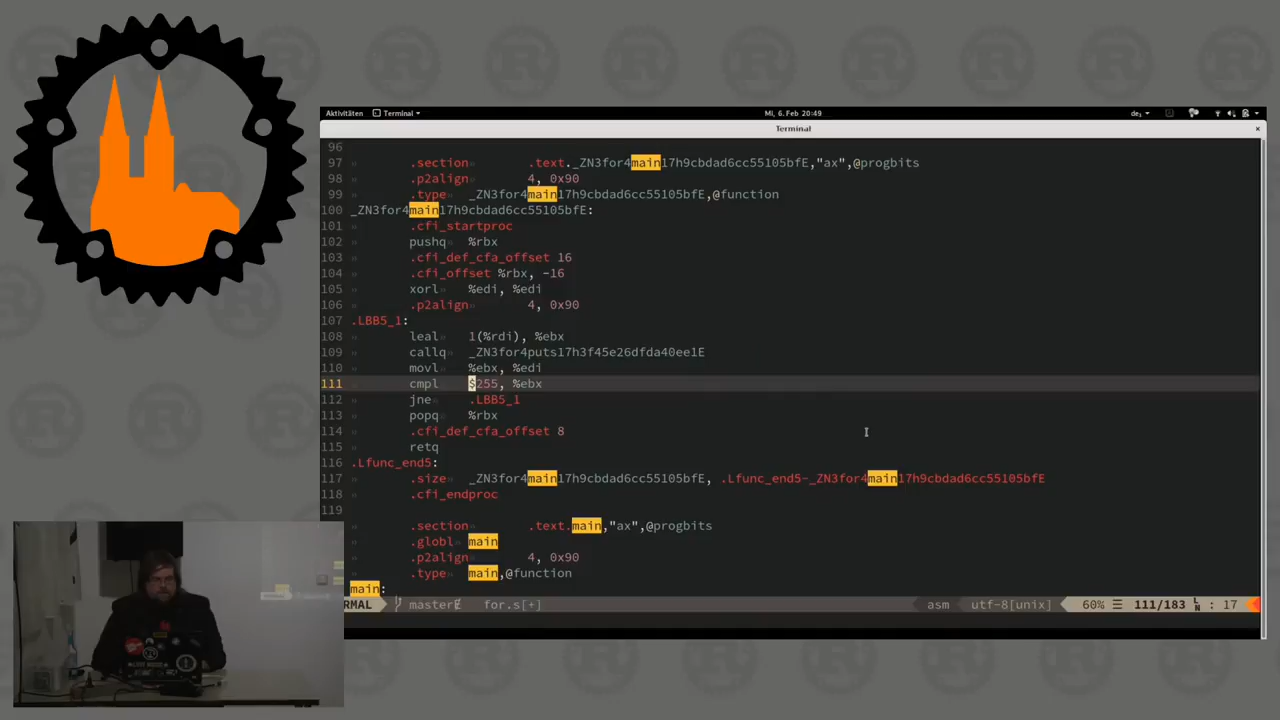 Aktivitäten Terminal Mi, 6. Feb 20:49 de₁
Terminal
96
97 .section .text._ZN3for4main17h9cbdad6cc55105bfE,"ax",@progbits
98 .p2align 4, 0x90
99 .type _ZN3for4main17h9cbdad6cc55105bfE,@function
100 _ZN3for4main17h9cbdad6cc55105bfE:
101 .cfi_startproc
102 pushq %rbx
103 .cfi_def_cfa_offset 16
104 .cfi_offset %rbx, -16
105 xorl %edi, %edi
106 .p2align 4, 0x90
107 .LBB5_1:
108 leal 1(%rdi), %ebx
109 callq _ZN3for4puts17h3f45e26dfda40ee1E
110 movl %ebx, %edi
111 cmpl $255, %ebx
112 jne .LBB5_1
113 popq %rbx
114 .cfi_def_cfa_offset 8
115 retq
116 .Lfunc_end5:
117 .size _ZN3for4main17h9cbdad6cc55105bfE, .Lfunc_end5-_ZN3for4main17h9cbdad6cc55105bfE
118 .cfi_endproc
119
.section .text.main,"ax",@progbits
.globl main
.p2align 4, 0x90
.type main,@function
main:
RMAL master for.s[+] asm utf-8[unix] 60% 111/183 : 17